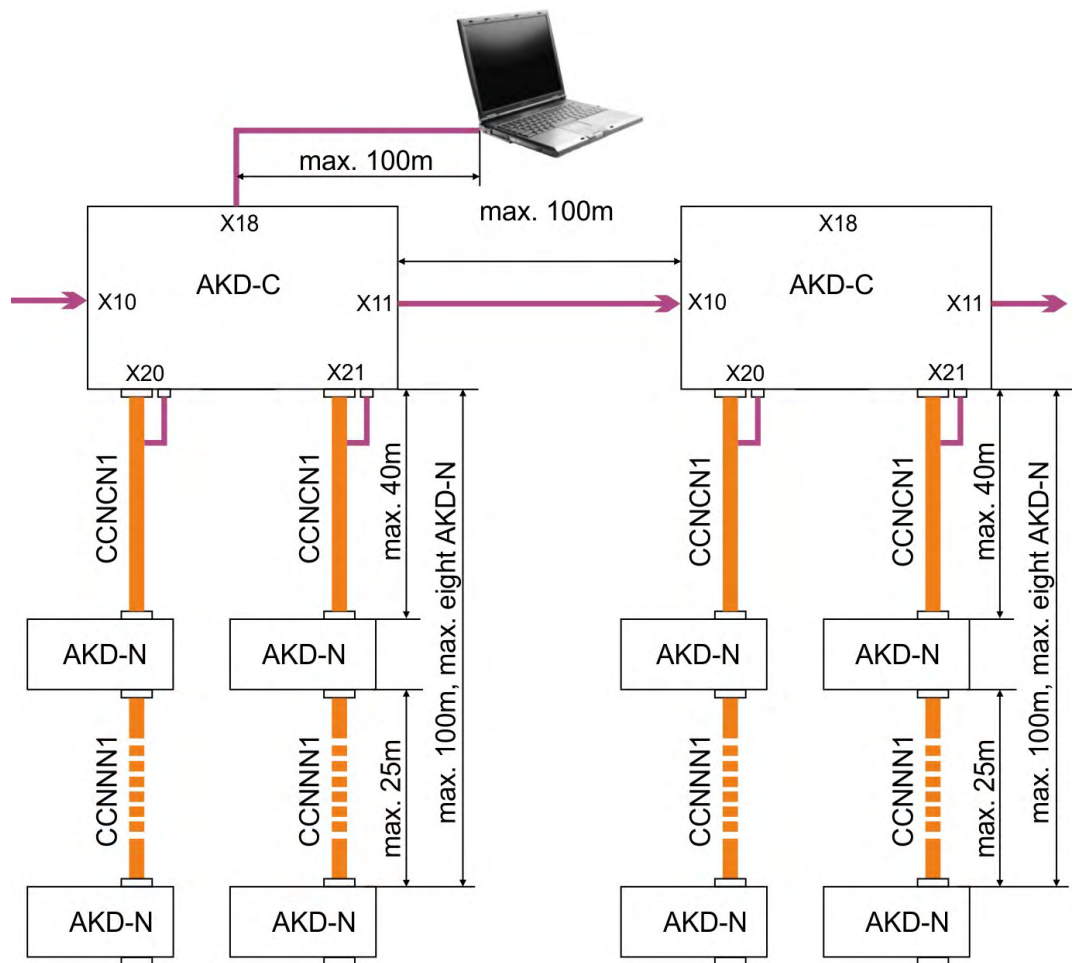 max. 100m
max. 100m
X18
X18
AKD-C
AKD-C
X10
X11
X10
X11
X20
X21
X20
X21
CCNCN1
CCNCN1
max. 40m
max. 100m, max. eight AKD-N
CCNCN1
CCNCN1
max. 40m
max. 100m, max. eight AKD-N
AKD-N
AKD-N
AKD-N
AKD-N
CCNNN1
CCNNN1
max. 25m
CCNNN1
CCNNN1
max. 25m
AKD-N
AKD-N
AKD-N
AKD-N